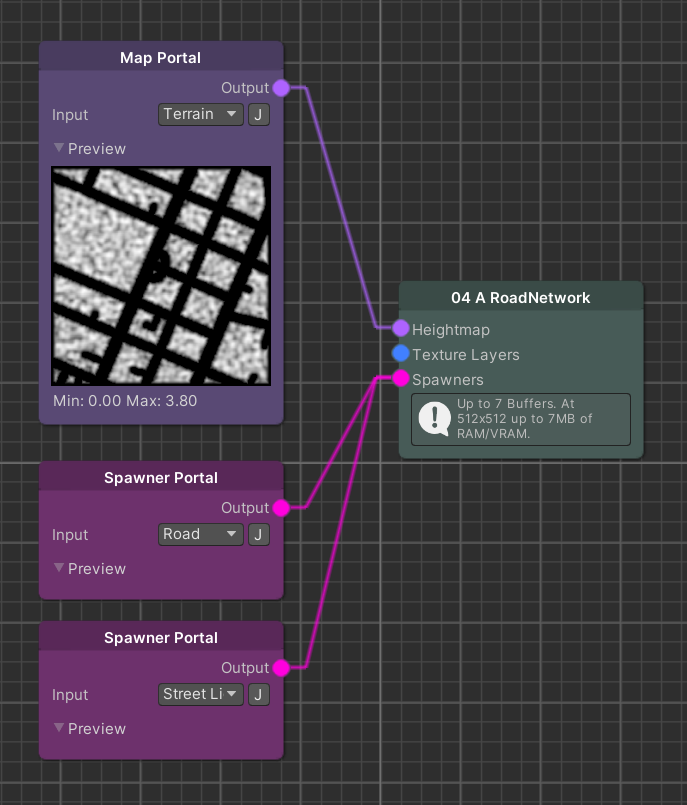 Map Portal
Output
Input
Terrain
J
Preview
Min: 0.00 Max: 3.80
04 A RoadNetwork
Heightmap
Texture Layers
Spawners
Up to 7 Buffers. At
512x512 up to 7MB of
RAM/VRAM.
Spawner Portal
Output
Input
Road
J
Preview
Spawner Portal
Output
Input
Street Li
J
Preview